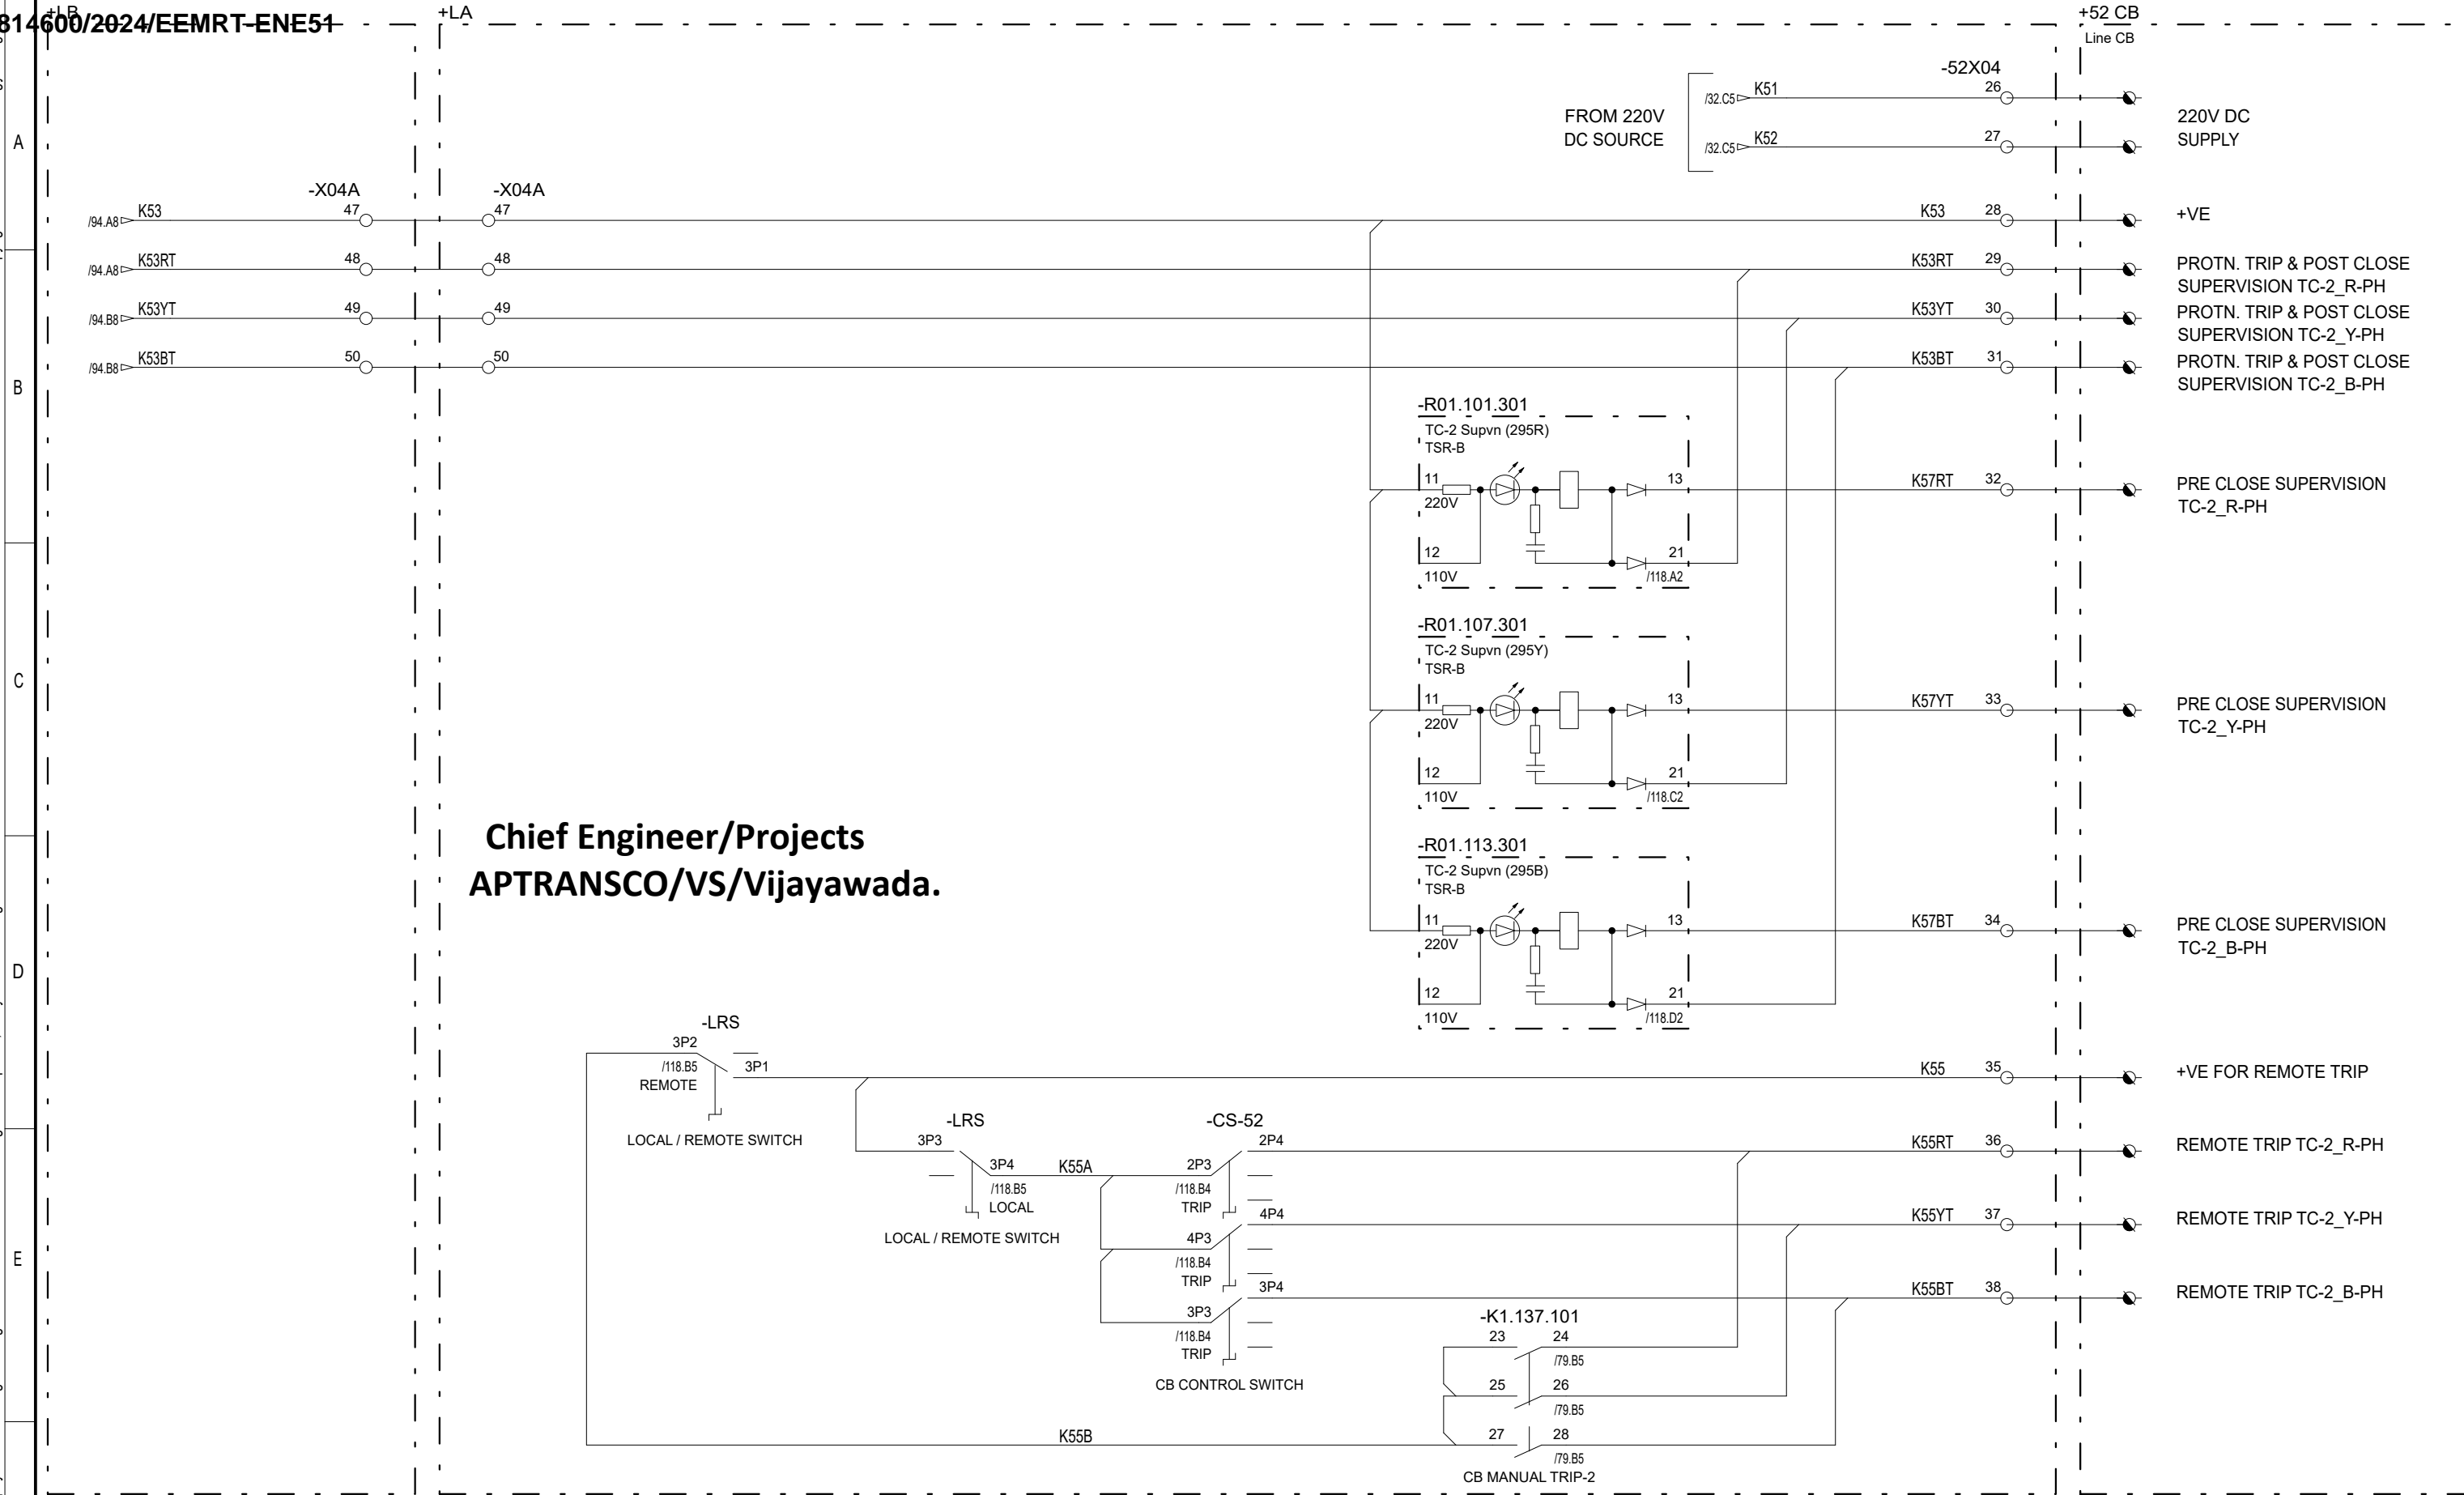 +LB
814600/2024/EEMRT-ENE51
+LA
+52 CB
Line CB
-52X04
FROM 220V
DC SOURCE
/32.C5
K51
26
/32.C5
K52
27
220V DC
SUPPLY
A
-X04A
-X04A
/94.A8
K53
47
47
K53
28
+VE
/94.A8
K53RT
48
48
K53RT
29
PROTN. TRIP & POST CLOSE
SUPERVISION TC-2_R-PH
/94.B8
K53YT
49
49
K53YT
30
PROTN. TRIP & POST CLOSE
SUPERVISION TC-2_Y-PH
/94.B8
K53BT
50
50
K53BT
31
PROTN. TRIP & POST CLOSE
SUPERVISION TC-2_B-PH
B
-R01.101.301
TC-2 Supvn (295R)
TSR-B
11
220V
13
K57RT
32
PRE CLOSE SUPERVISION
TC-2_R-PH
12
110V
21
/118.A2
-R01.107.301
TC-2 Supvn (295Y)
TSR-B
C
11
220V
13
K57YT
33
PRE CLOSE SUPERVISION
TC-2_Y-PH
12
110V
21
/118.C2
Chief Engineer/Projects
APTRANSCO/VS/Vijayawada.
-R01.113.301
TC-2 Supvn (295B)
TSR-B
11
220V
13
K57BT
34
PRE CLOSE SUPERVISION
TC-2_B-PH
D
12
110V
21
/118.D2
-LRS
3P2
/118.B5
REMOTE
3P1
K55
35
+VE FOR REMOTE TRIP
LOCAL / REMOTE SWITCH
-LRS
3P3
3P4
/118.B5
LOCAL
LOCAL / REMOTE SWITCH
K55A
-CS-52
2P4
2P3
/118.B4
TRIP
K55RT
36
REMOTE TRIP TC-2_R-PH
4P4
4P3
/118.B4
TRIP
K55YT
37
REMOTE TRIP TC-2_Y-PH
E
3P4
3P3
/118.B4
TRIP
K55BT
38
REMOTE TRIP TC-2_B-PH
CB CONTROL SWITCH
-K1.137.101
23
24
/79.B5
25
26
/79.B5
K55B
27
28
/79.B5
CB MANUAL TRIP-2